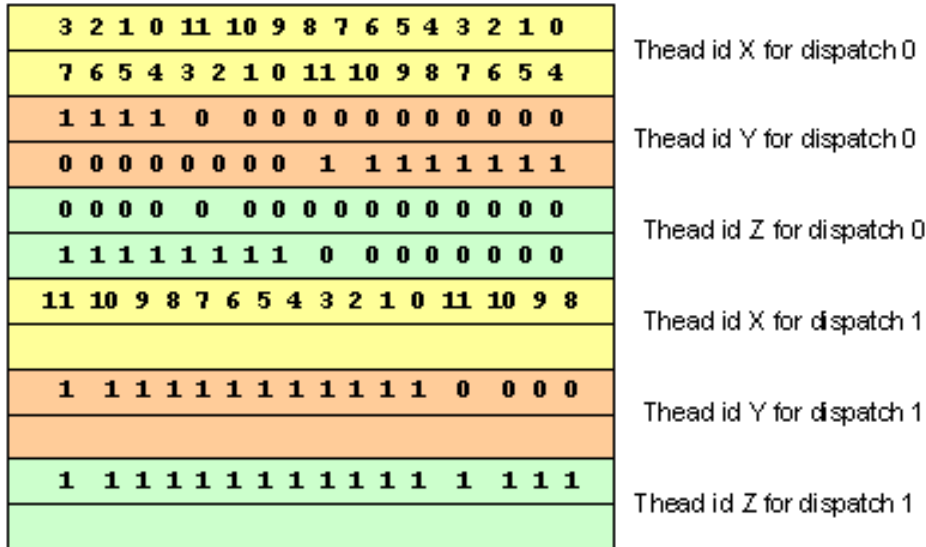 3 2 1 0 11 10 9 8 7 6 5 4 3 2 1 0
Thead id X for dispatch 0
7 6 5 4 3 2 1 0 11 10 9 8 7 6 5 4
1 1 1 1 0 0 0 0 0 0 0 0 0 0 0 0
Thead id Y for dispatch 0
0 0 0 0 0 0 0 0 1 1 1 1 1 1 1 1
0 0 0 0 0 0 0 0 0 0 0 0 0 0 0 0
Thead id Z for dispatch 0
1 1 1 1 1 1 1 1 0 0 0 0 0 0 0 0
11 10 9 8 7 6 5 4 3 2 1 0 11 10 9 8
Thead id X for dispatch 1
1 1 1 1 1 1 1 1 1 1 1 1 0 0 0 0
Thead id Y for dispatch 1
1 1 1 1 1 1 1 1 1 1 1 1 1 1 1 1
Thead id Z for dispatch 1